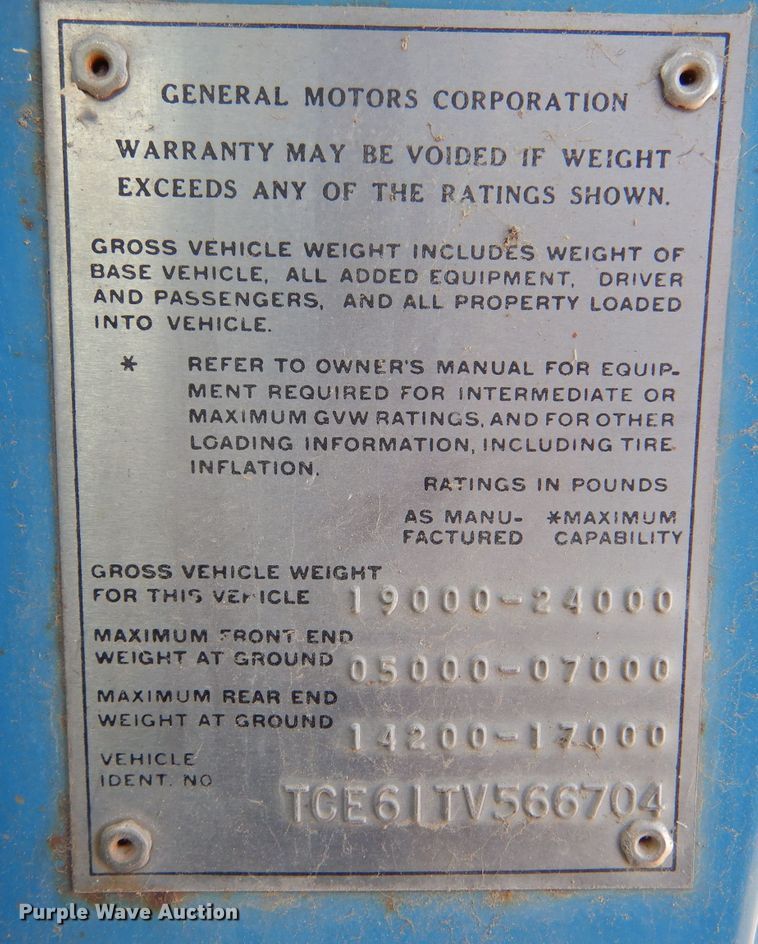 GENERAL MOTORS CORPORATION
WARRANTY MAY BE VOIDED IF WEIGHT
EXCEEDS ANY OF THE RATINGS SHOWN.
GROSS VEHICLE WEIGHT INCLUDES WEIGHT OF
BASE VEHICLE, ALL ADDED EQUIPMENT, DRIVER
AND PASSENGERS, AND ALL PROPERTY LOADED
INTO VEHICLE.
* REFER TO OWNER'S MANUAL FOR EQUIP-
MENT REQUIRED FOR INTERMEDIATE OR
MAXIMUM GVW RATINGS, AND FOR OTHER
LOADING INFORMATION, INCLUDING TIRE
INFLATION.
RATINGS IN POUNDS
AS MANU- *MAXIMUM
FACTURED CAPABILITY
GROSS VEHICLE WEIGHT
FOR THIS VEHICLE 19000-24000
MAXIMUM FRONT END
WEIGHT AT GROUND 05000-07000
MAXIMUM REAR END
WEIGHT AT GROUND 14200-17000
VEHICLE
IDENT. NO TCE61TV566704
Purple Wave Auction